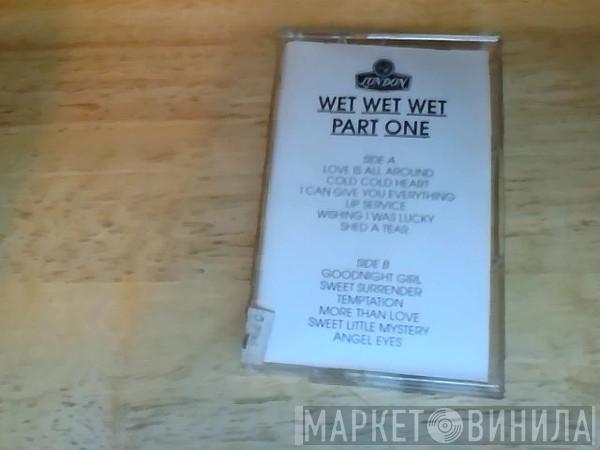 LONDON
WET WET WET
PART ONE
SIDE A
LOVE IS ALL AROUND
COLD COLD HEART
I CAN GIVE YOU EVERYTHING
LIP SERVICE
WISHING I WAS LUCKY
SHED A TEAR
SIDE B
GOODNIGHT GIRL
SWEET SURRENDER
TEMPTATION
MORE THAN LOVE
SWEET LITTLE MYSTERY
ANGEL EYES
МАРКЕТ ВИНИЛА